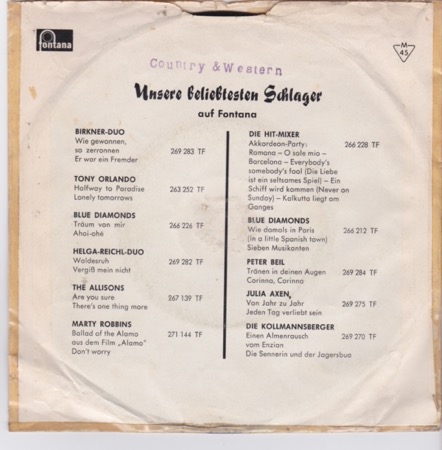 fontana
M
45
Country & Western
Unsere beliebtesten Schlager
auf Fontana
BIRKNER-DUO
Wie gewonnen,
so zerronnen 269 283 TF
Er war ein Fremder
TONY ORLANDO
Halfway to Paradise 263 252 TF
Lonely tomorrows
BLUE DIAMONDS
Träum von mir 266 226 TF
Ahoi-ohé
HELGA-REICHL-DUO
Waldesruh 269 282 TF
Vergiß mein nicht
THE ALLISONS
Are you sure 267 139 TF
There's one thing more
MARTY ROBBINS
Ballad of the Alamo 271 144 TF
aus dem Film „Alamo"
Don't worry
DIE HIT-MIXER
Akkordeon-Party: 266 228 TF
Romana – O sole mio –
Barcelona – Everybody's
somebody's fool (Die Liebe
ist ein seltsames Spiel) – Ein
Schiff wird kommen (Never on
Sunday) – Kalkutta liegt am
Ganges
BLUE DIAMONDS
Wie damals in Paris 266 212 TF
(in a little Spanish town)
Sieben Musikanten
PETER BEIL
Tränen in deinen Augen 269 284 TF
Corinna, Corinna
JULIA AXEN,
Von Jahr zu Jahr 269 275 TF
Jeden Tag verliebt sein
DIE KOLLMANNSBERGER
Einen Almenrausch 269 270 TF
vom Enzian
Die Sennerin und der Jagersbua